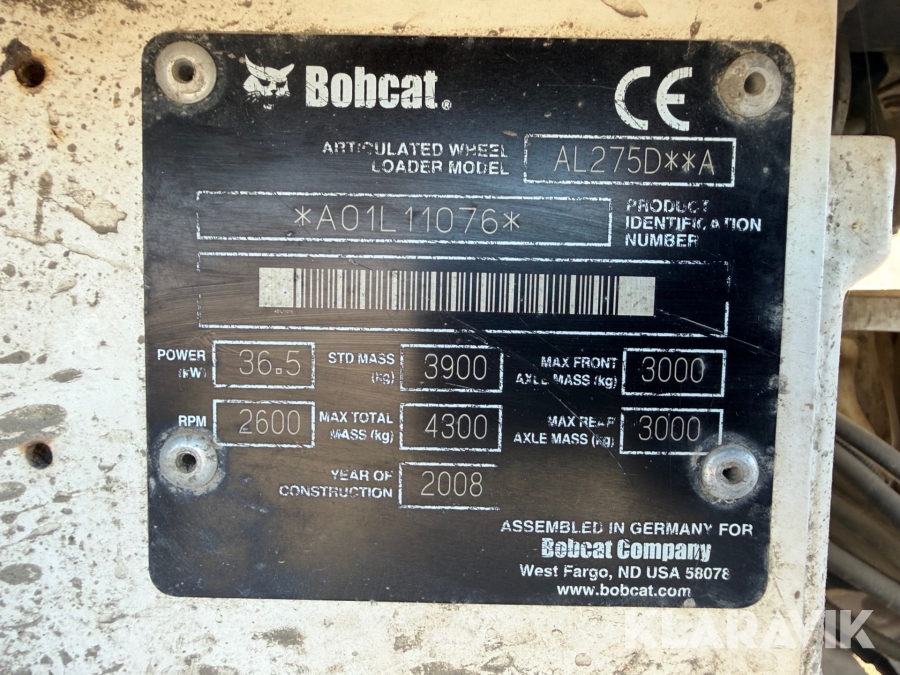 Bobcat®
CE
ARTICULATED WHEEL
LOADER MODEL
AL275D**A
*A01L11076*
PRODUCT
IDENTIFICATION
NUMBER
POWER
(kW)
36.5
STD MASS
(kg)
3900
MAX FRONT
AXLE MASS (kg)
3000
RPM
2600
MAX TOTAL
MASS (kg)
4300
MAX REAR
AXLE MASS (kg)
3000
YEAR OF
CONSTRUCTION
2008
ASSEMBLED IN GERMANY FOR
Bobcat Company
West Fargo, ND USA 58078
www.bobcat.com
KLARAVIK